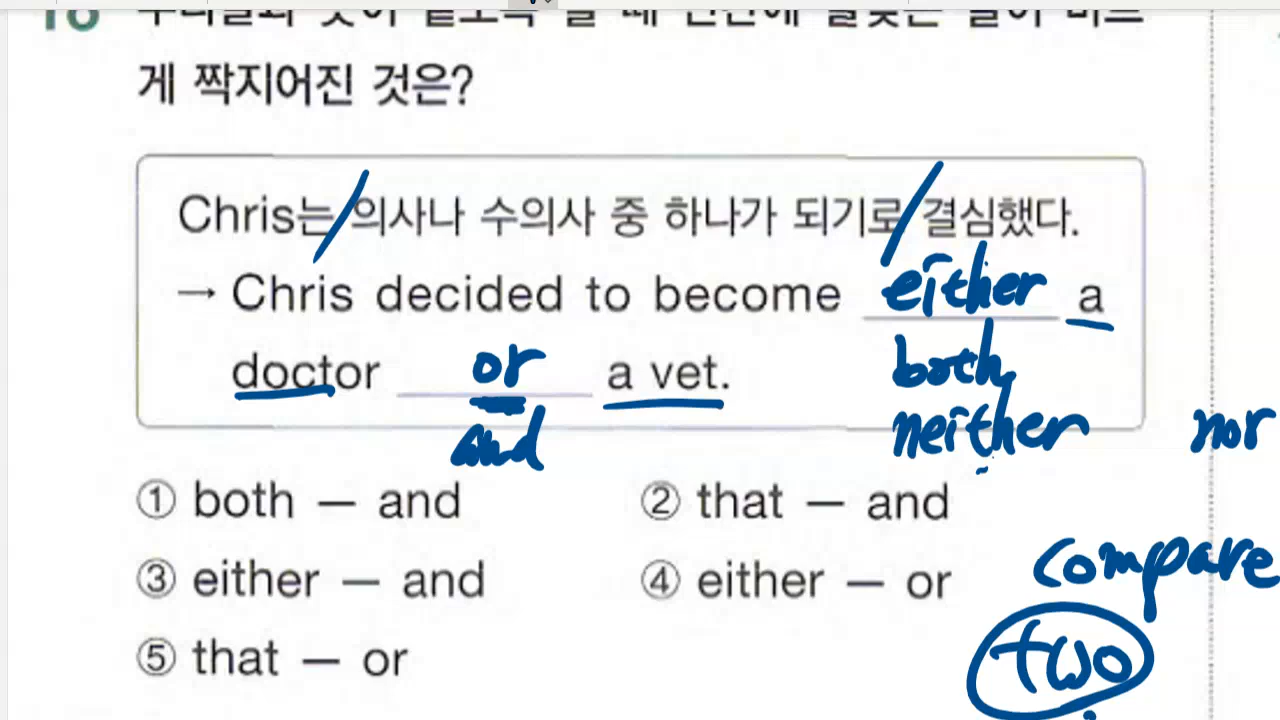 게 짝지어진 것은?
Chris는 / 의사나 수의사 중 하나가 되기로 / 결심했다.
→ Chris decided to become either a
both
doctor or a vet.
neither nor
and
① both — and ② that — and
③ either — and ④ either — or
compare
⑤ that — or two